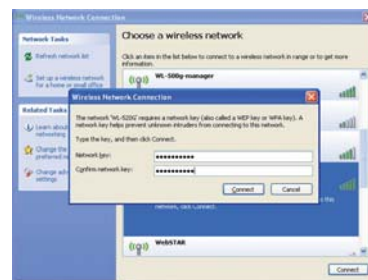 Wireless Network Connection
Network Tasks
Choose a wireless network
Refresh network list
Click an item in the list below to connect to a wireless network in range or to get more
information.
Set up a wireless network
for a home or small office
WL-500g-manager
Wireless Network Connection
Related Tasks
The network 'WL-520G' requires a network key (also called a WEP key or WPA key). A
network key helps prevent unknown intruders from connecting to this network.
Learn about
networking
Type the key, and then click Connect.
Change the
preferred
Network key:
Change
settings
Confirm network key:
Connect
Cancel
this
network, click Connect.
WebSTAR
Connect